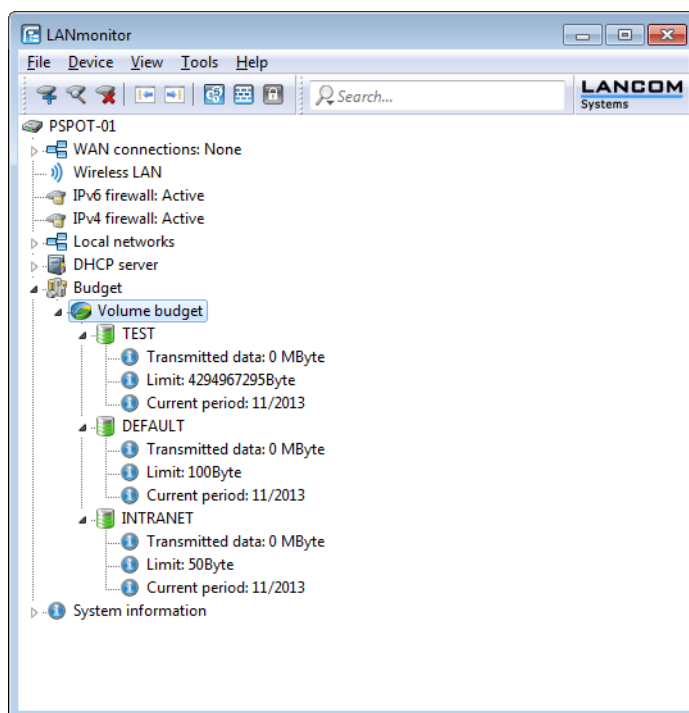 LANmonitor
File Device View Tools Help
Search...
LANCOM
Systems
PSPOT-01
WAN connections: None
Wireless LAN
IPv6 firewall: Active
IPv4 firewall: Active
Local networks
DHCP server
Budget
Volume budget
TEST
Transmitted data: 0 MByte
Limit: 4294967295Byte
Current period: 11/2013
DEFAULT
Transmitted data: 0 MByte
Limit: 100Byte
Current period: 11/2013
INTRANET
Transmitted data: 0 MByte
Limit: 50Byte
Current period: 11/2013
System information